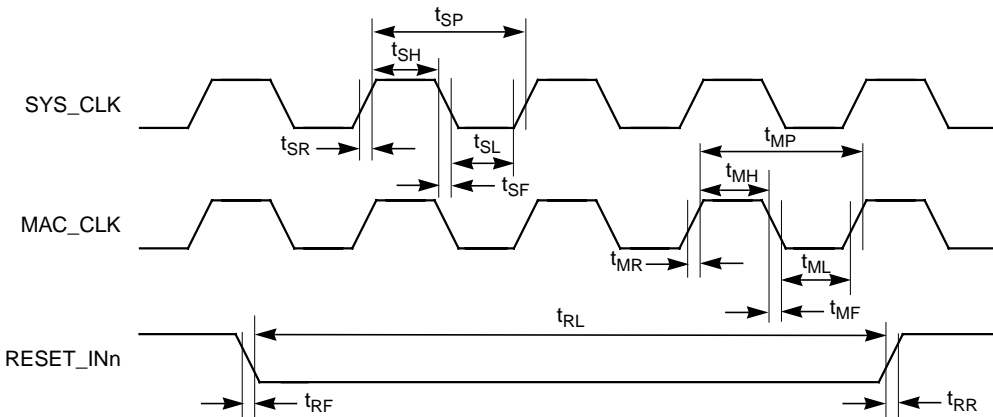 tSP
tSH
SYS_CLK
tSR
tSL
tMP
tSF
tMH
MAC_CLK
tMR
tML
tMF
tRL
RESET_INn
tRF
tRR